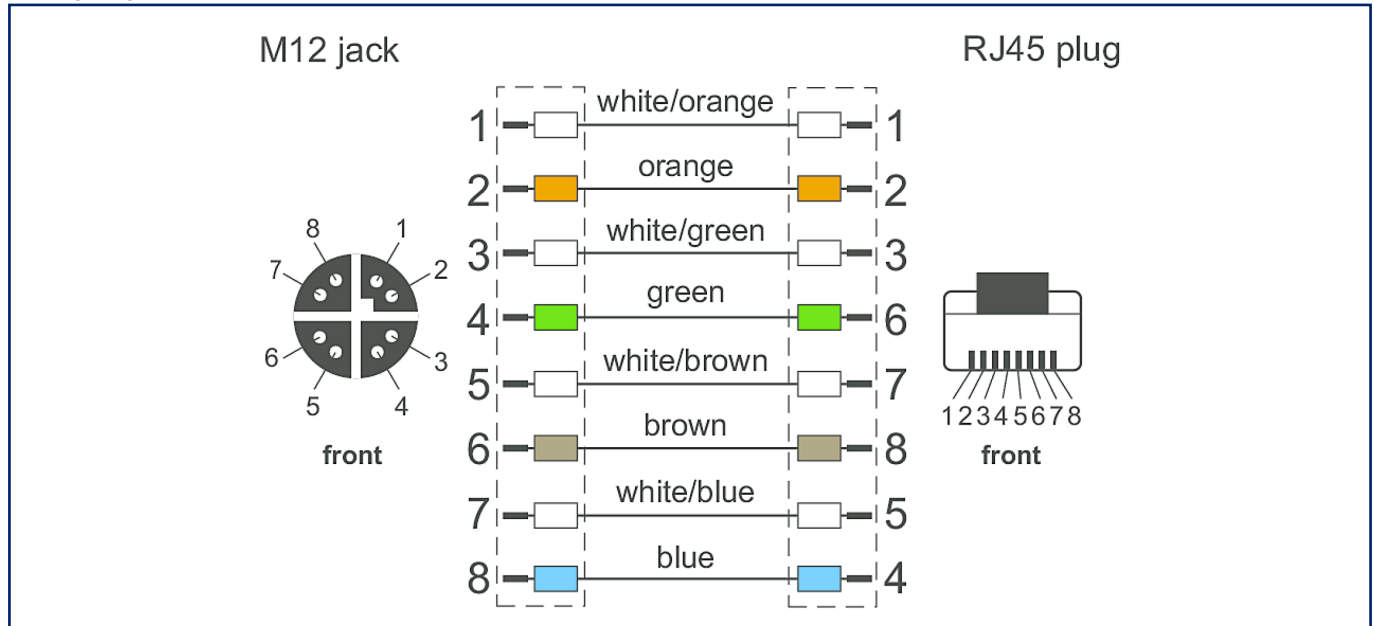 M12 jack
RJ45 plug
1 white/orange 1
2 orange 2
3 white/green 3
4 green 6
5 white/brown 7
6 brown 8
7 white/blue 5
8 blue 4
8 1
7 2
6 3
5 4
front
12345678
front